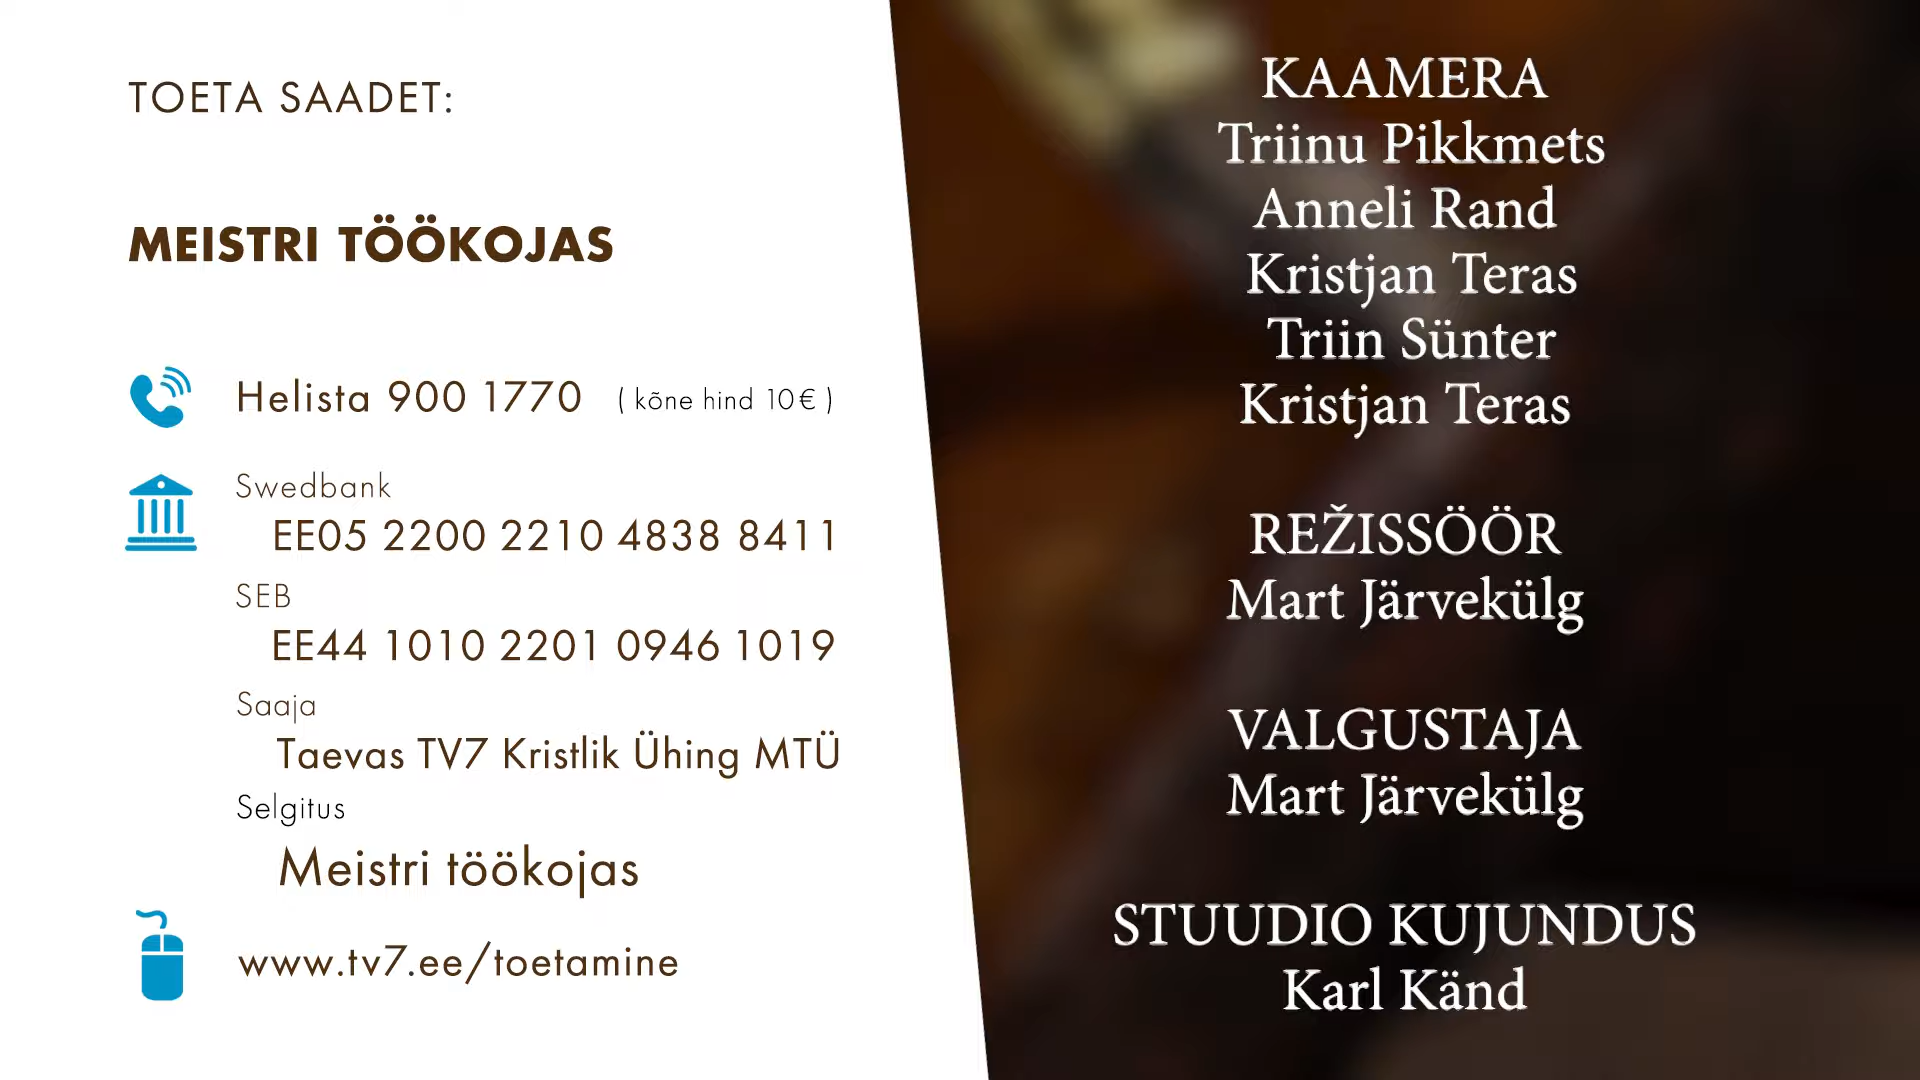 TOETA SAADET:
MEISTRI TÖÖKOJAS
Helista 900 1770 ( kõne hind 10€ )
Swedbank
EE05 2200 2210 4838 8411
SEB
EE44 1010 2201 0946 1019
Saaja
Taevas TV7 Kristlik Ühing MTÜ
Selgitus
Meistri töökojas
www.tv7.ee/toetamine
KAAMERA
Triinu Pikkmets
Anneli Rand
Kristjan Teras
Triin Sünter
Kristjan Teras
REŽISSÖÖR
Mart Järvekülg
VALGUSTAJA
Mart Järvekülg
STUUDIO KUJUNDUS
Karl Känd